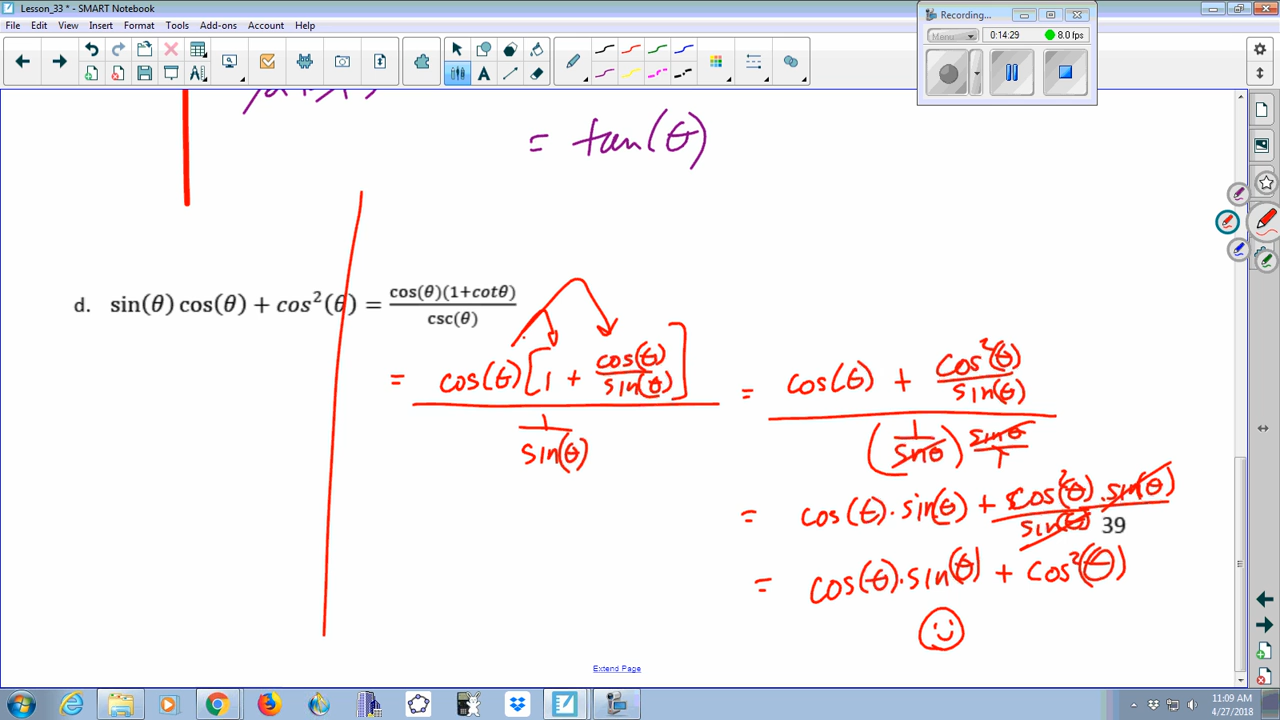 Lesson_33 * - SMART Notebook
File Edit View Insert Format Tools Add-ons Account Help
Recording...
Menu 0:14:29 8.0 fps
= tan(θ)
d. sin(θ) cos(θ) + cos²(θ) = cos(θ)(1+cotθ) / csc(θ)
= cos(θ)[1 + cos(θ)/sin(θ)] / 1/sin(θ)
= cos(θ) + cos²(θ)/sin(θ) / (1/sinθ) sinθ/1
= cos(θ)·sin(θ) + cos²(θ)·sin(θ)/sin(θ)
39
= cos(θ)·sin(θ) + cos²(θ)
Extend Page
11:09 AM
4/27/2018